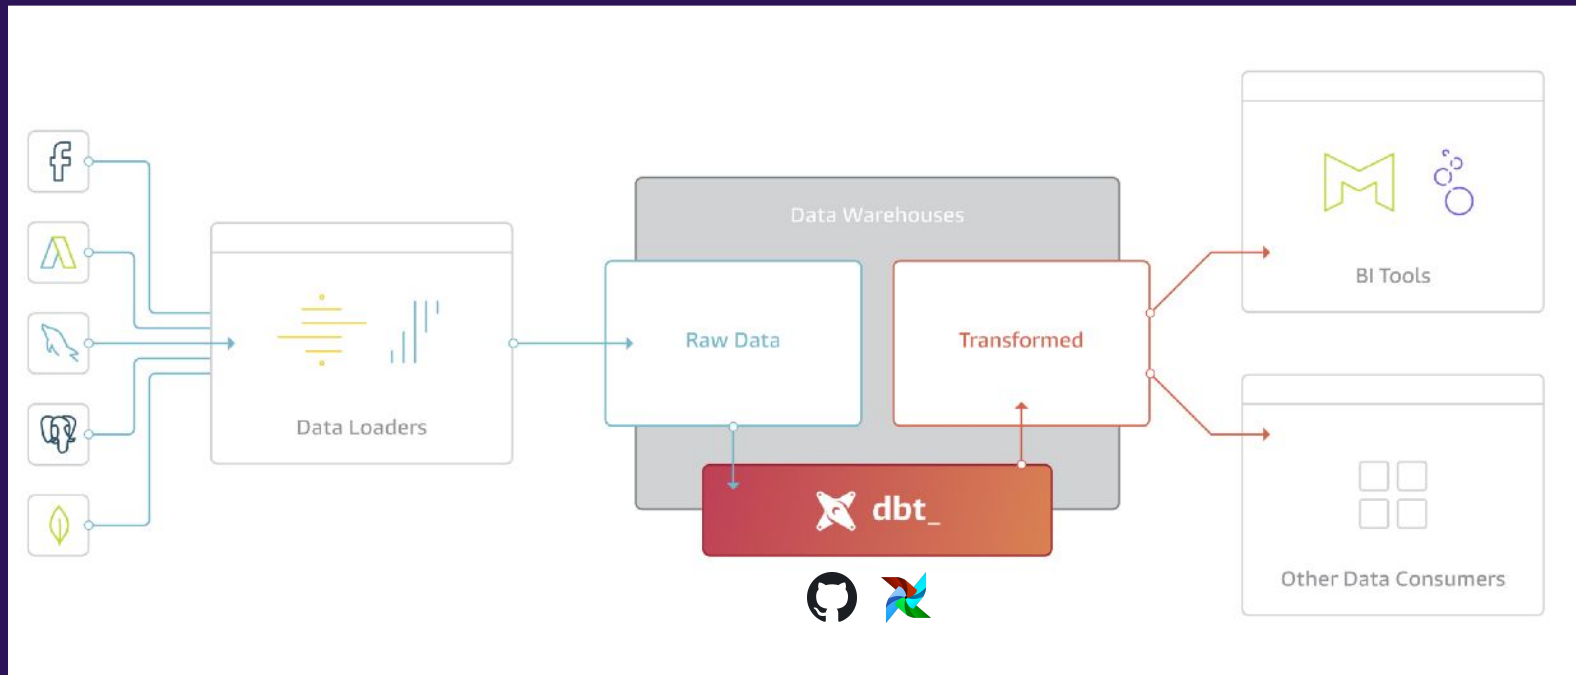 Data Loaders
Data Warehouses
Raw Data
Transformed
dbt_
BI Tools
Other Data Consumers